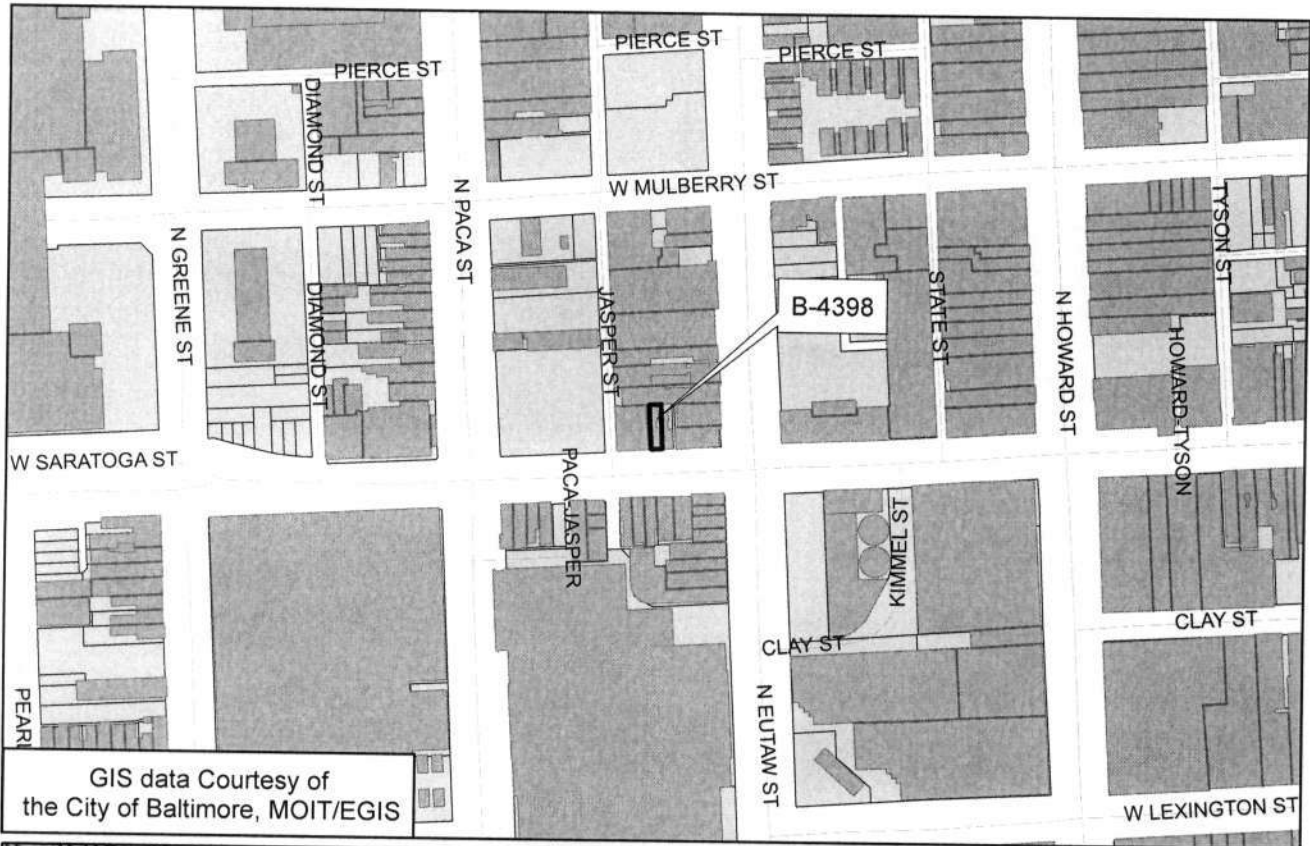 PIERCE ST
PIERCE ST
PIERCE ST
DIAMOND ST
N PACA ST
W MULBERRY ST
TYSON ST
N GREENE ST
DIAMOND ST
JASPER ST
B-4398
STATE ST
N HOWARD ST
HOWARD-TYSON
W SARATOGA ST
PACA-JASPER
KIMMEL ST
CLAY ST
CLAY ST
N EUTAW ST
GIS data Courtesy of
the City of Baltimore, MOIT/EGIS
W LEXINGTON ST